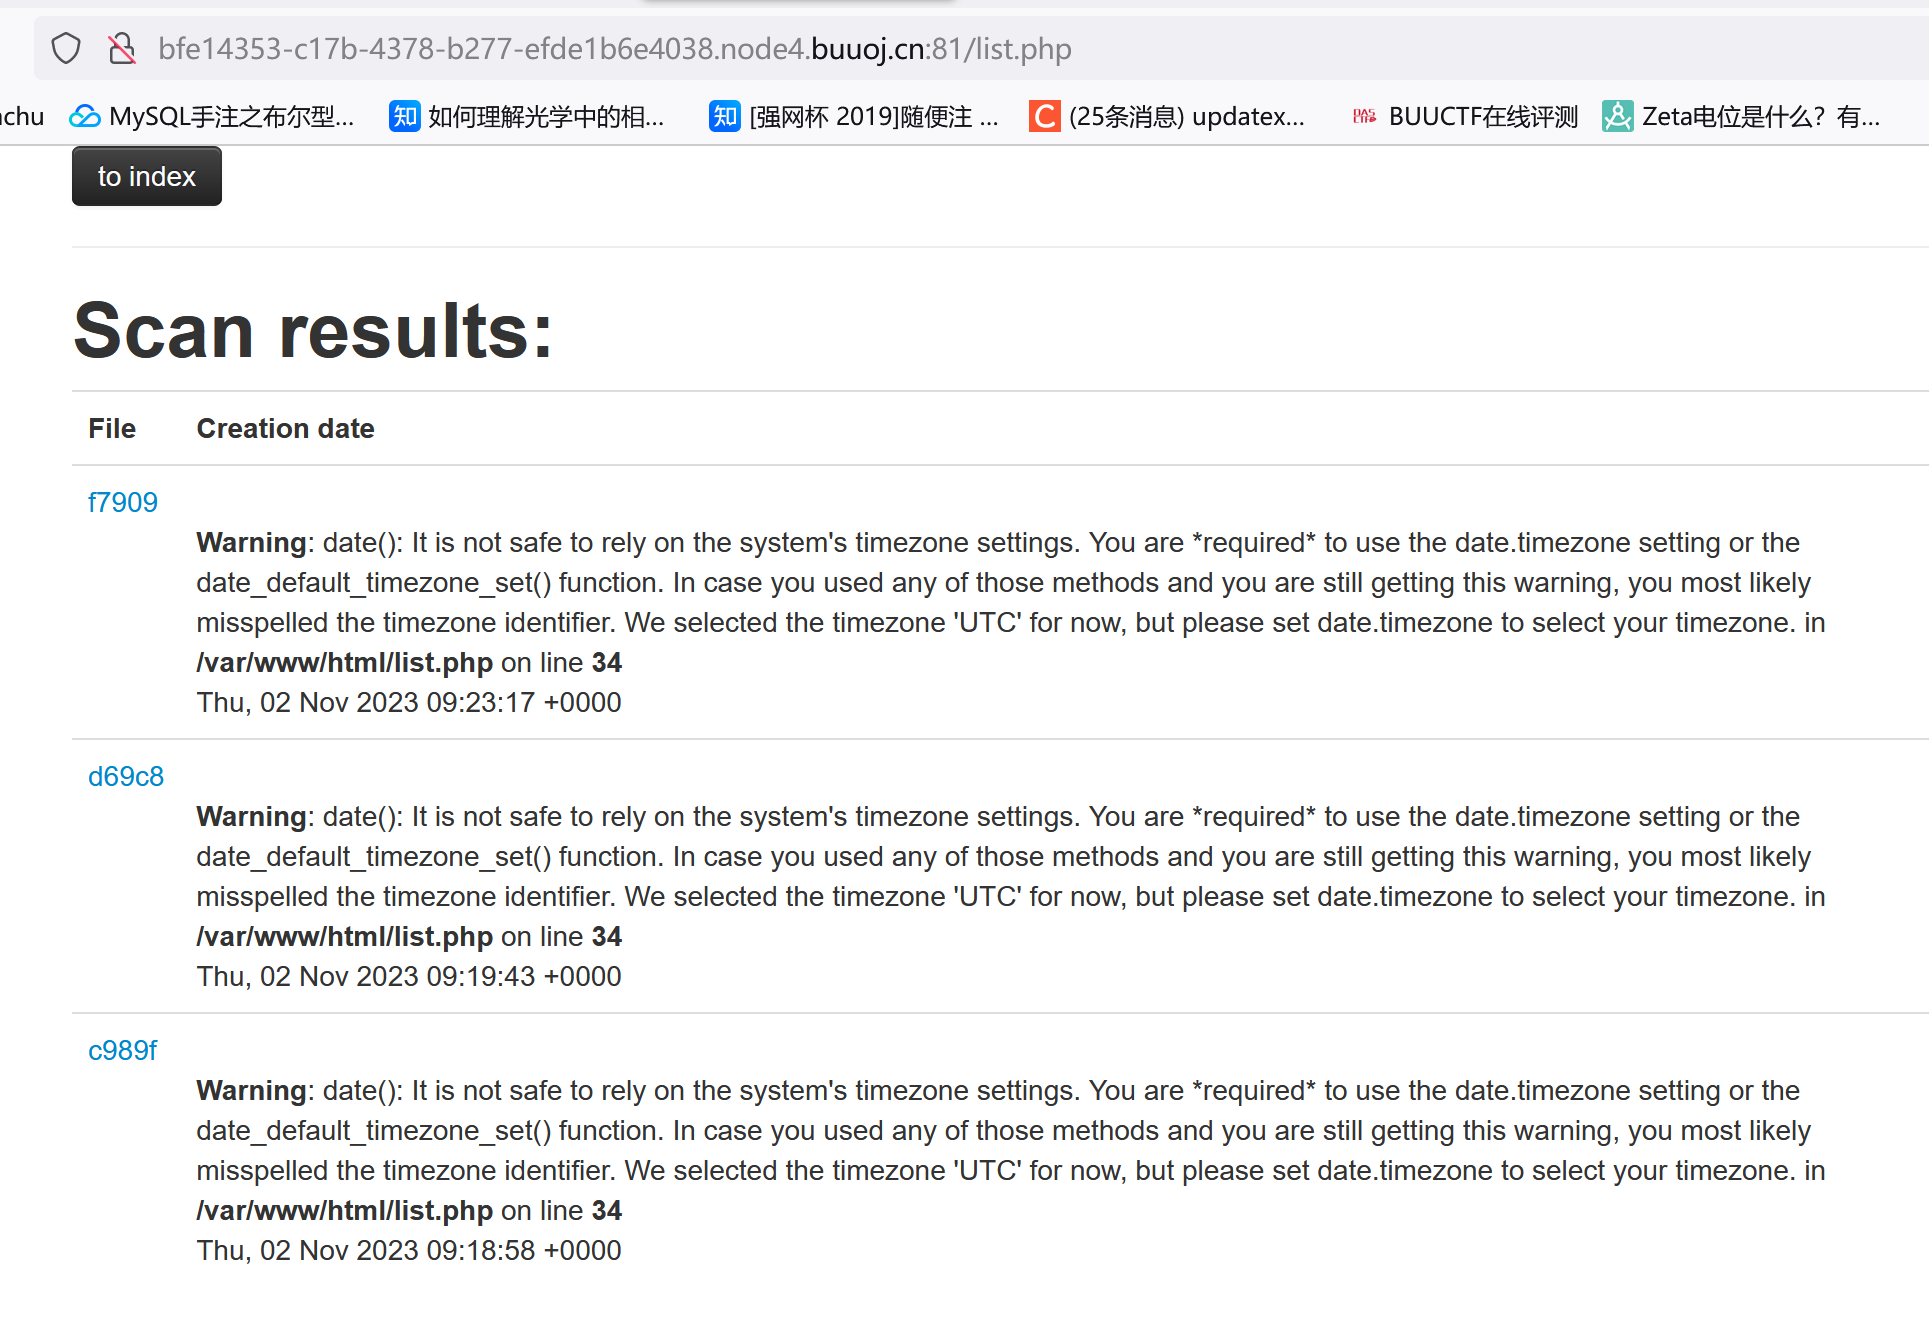 bfe14353-c17b-4378-b277-efde1b6e4038.node4.buuoj.cn:81/list.php
achu MySQL手注之布尔型... 知 如何理解光学中的相... 知 [强网杯 2019]随便注 ... C (25条消息) updatex... BUUCTF在线评测 Zeta电位是什么？有...
to index
Scan results:
File Creation date
f7909
Warning: date(): It is not safe to rely on the system's timezone settings. You are *required* to use the date.timezone setting or the
date_default_timezone_set() function. In case you used any of those methods and you are still getting this warning, you most likely
misspelled the timezone identifier. We selected the timezone 'UTC' for now, but please set date.timezone to select your timezone. in
/var/www/html/list.php on line 34
Thu, 02 Nov 2023 09:23:17 +0000
d69c8
Warning: date(): It is not safe to rely on the system's timezone settings. You are *required* to use the date.timezone setting or the
date_default_timezone_set() function. In case you used any of those methods and you are still getting this warning, you most likely
misspelled the timezone identifier. We selected the timezone 'UTC' for now, but please set date.timezone to select your timezone. in
/var/www/html/list.php on line 34
Thu, 02 Nov 2023 09:19:43 +0000
c989f
Warning: date(): It is not safe to rely on the system's timezone settings. You are *required* to use the date.timezone setting or the
date_default_timezone_set() function. In case you used any of those methods and you are still getting this warning, you most likely
misspelled the timezone identifier. We selected the timezone 'UTC' for now, but please set date.timezone to select your timezone. in
/var/www/html/list.php on line 34
Thu, 02 Nov 2023 09:18:58 +0000